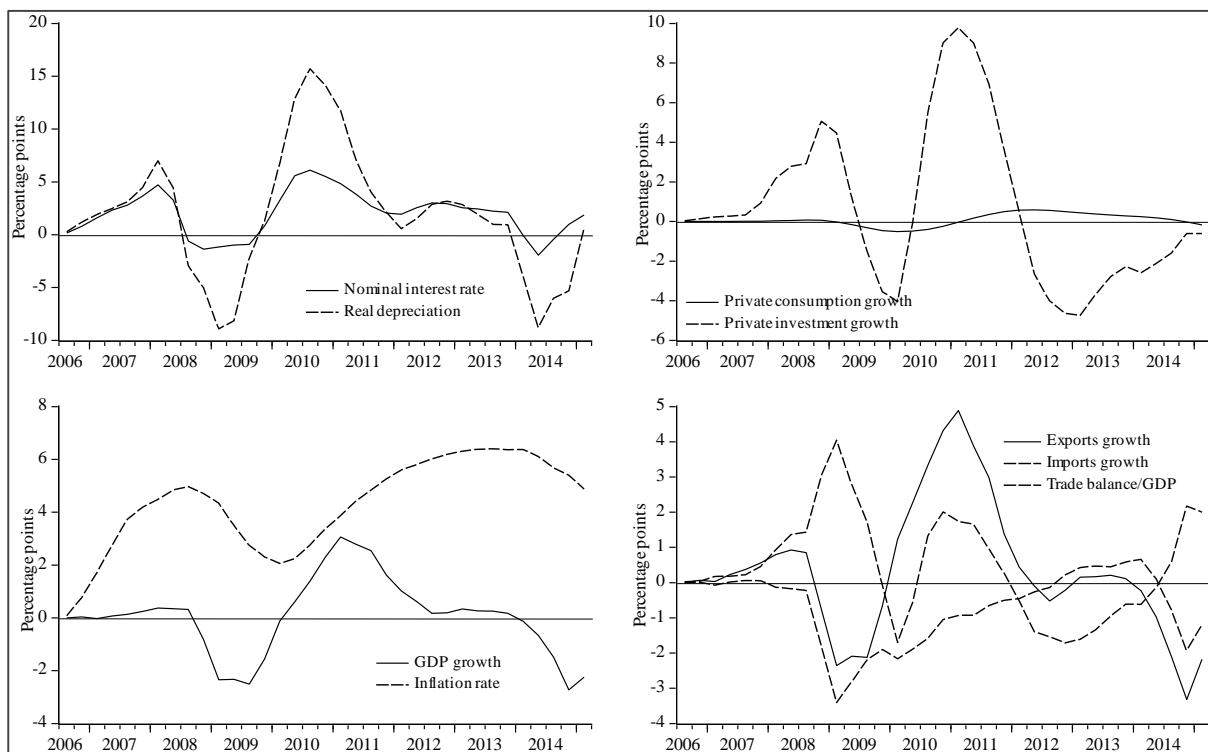 Percentage points
20
15
10
5
0
-5
-10
Nominal interest rate
Real depreciation
2006 2007 2008 2009 2010 2011 2012 2013 2014
Percentage points
10
8
6
4
2
0
-2
-4
-6
Private consumption growth
Private investment growth
2006 2007 2008 2009 2010 2011 2012 2013 2014
Percentage points
8
6
4
2
0
-2
-4
GDP growth
Inflation rate
2006 2007 2008 2009 2010 2011 2012 2013 2014
Percentage points
5
4
3
2
1
0
-1
-2
-3
-4
Exports growth
Imports growth
Trade balance/GDP
2006 2007 2008 2009 2010 2011 2012 2013 2014